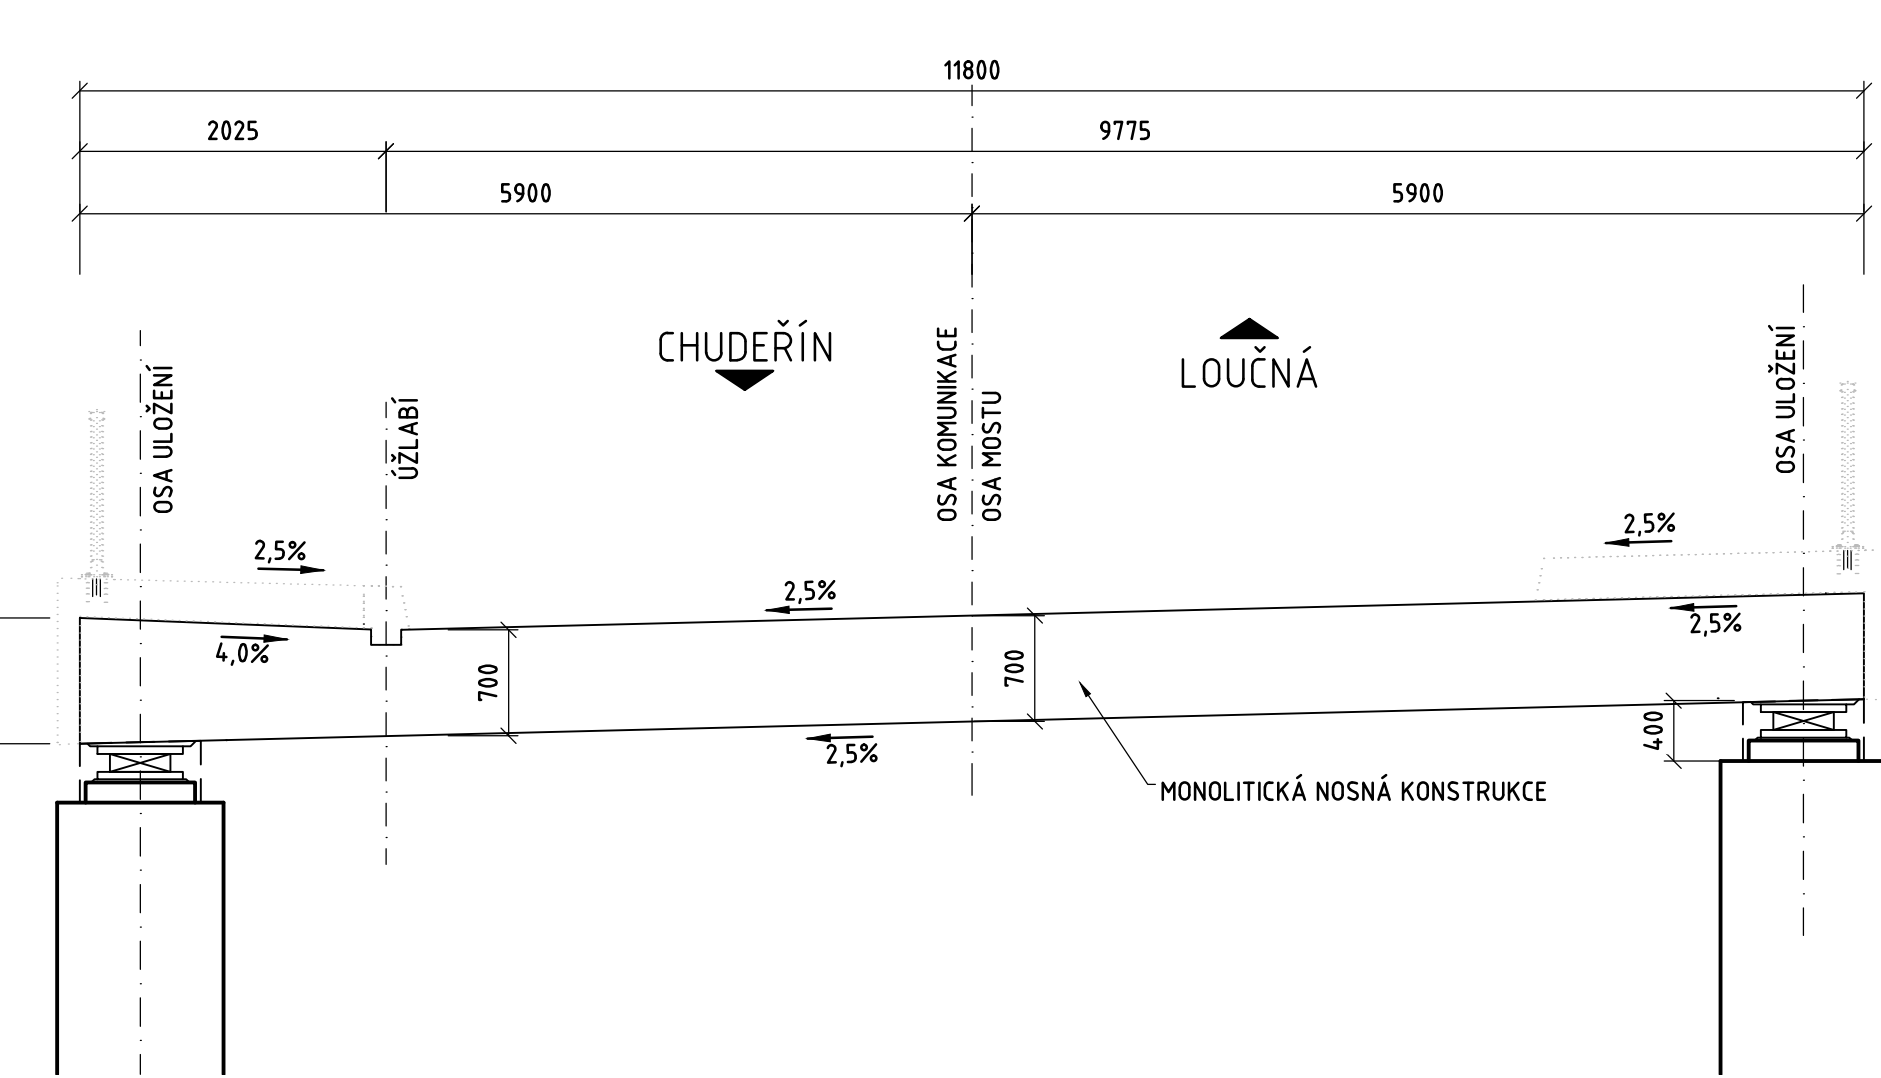 11800
2025
9775
5900
5900
CHUDEŘÍN
LOUČNÁ
OSA ULOŽENÍ
ÚŽLABÍ
OSA KOMUNIKACE
OSA MOSTU
OSA ULOŽENÍ
2,5%
2,5%
2,5%
2,5%
4,0%
700
700
400
2,5%
MONOLITICKÁ NOSNÁ KONSTRUKCE